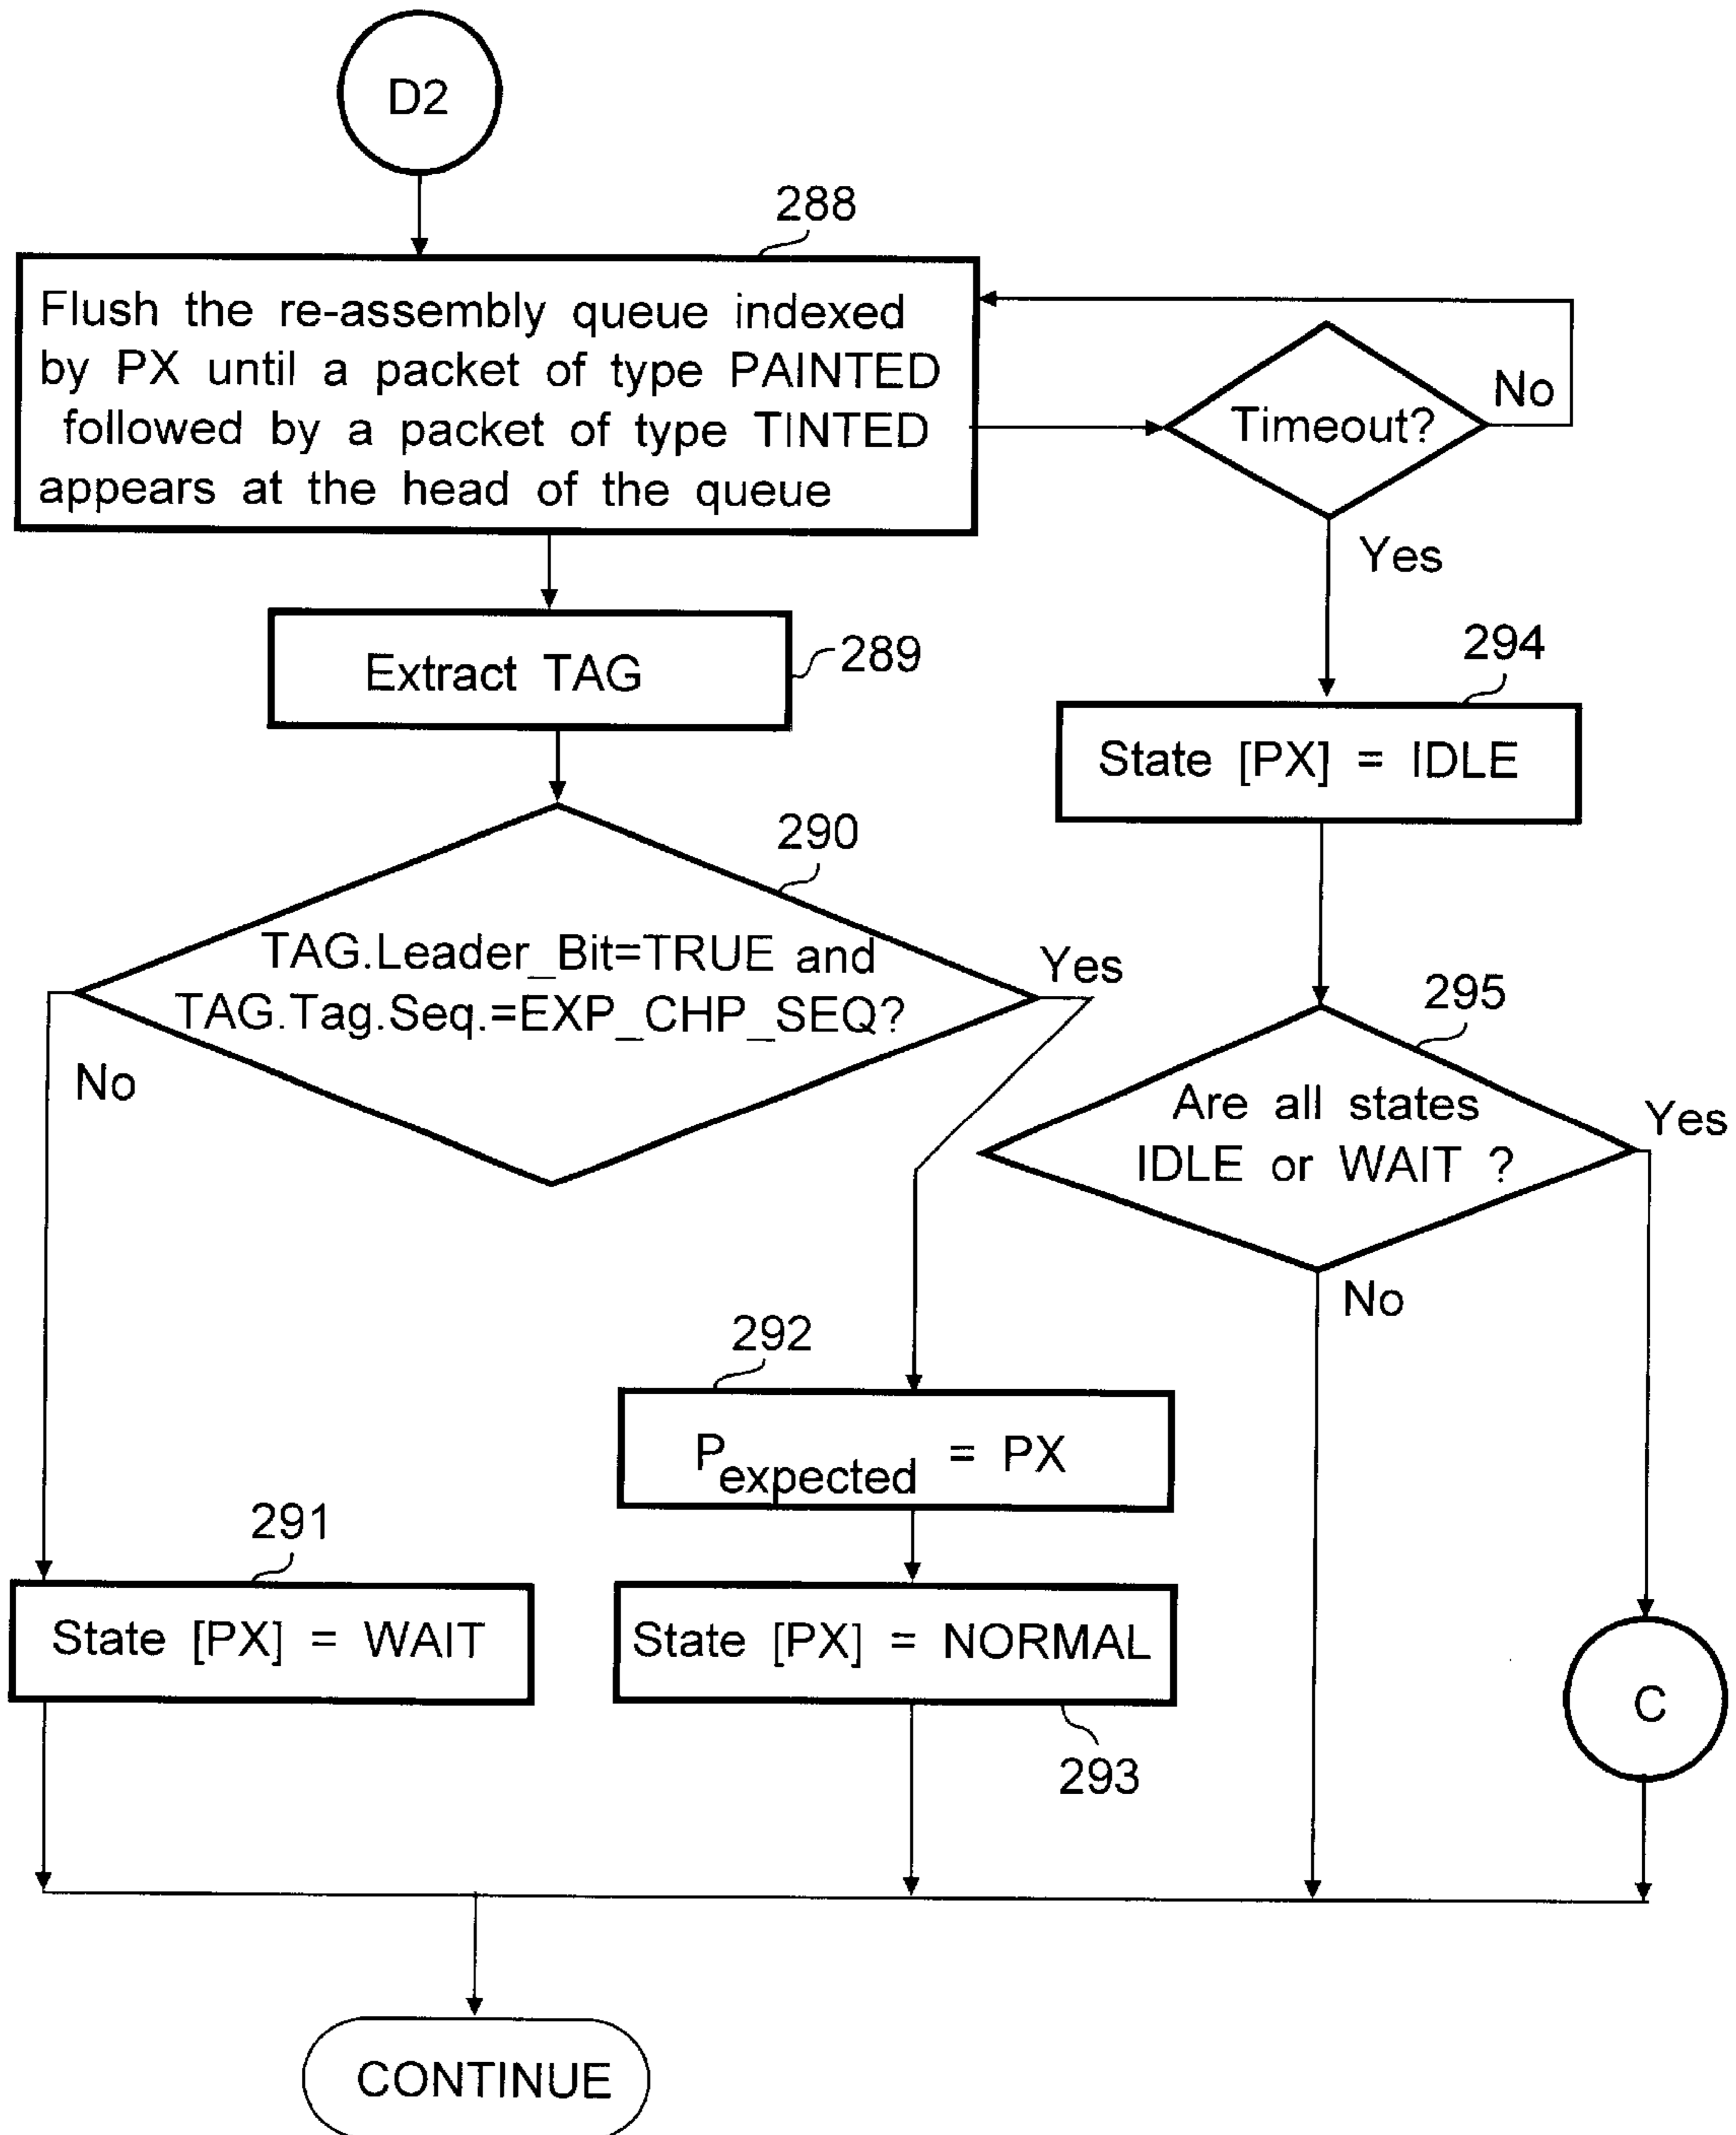 D2
288
Flush the re-assembly queue indexed
by PX until a packet of type PAINTED
followed by a packet of type TINTED
appears at the head of the queue
Timeout?
No
Yes
Extract TAG
289
294
State [PX] = IDLE
290
TAG.Leader_Bit=TRUE and
TAG.Tag.Seq.=EXP_CHP_SEQ?
Yes
No
295
Are all states
IDLE or WAIT ?
Yes
No
292
Pexpected = PX
291
State [PX] = WAIT
State [PX] = NORMAL
293
C
CONTINUE